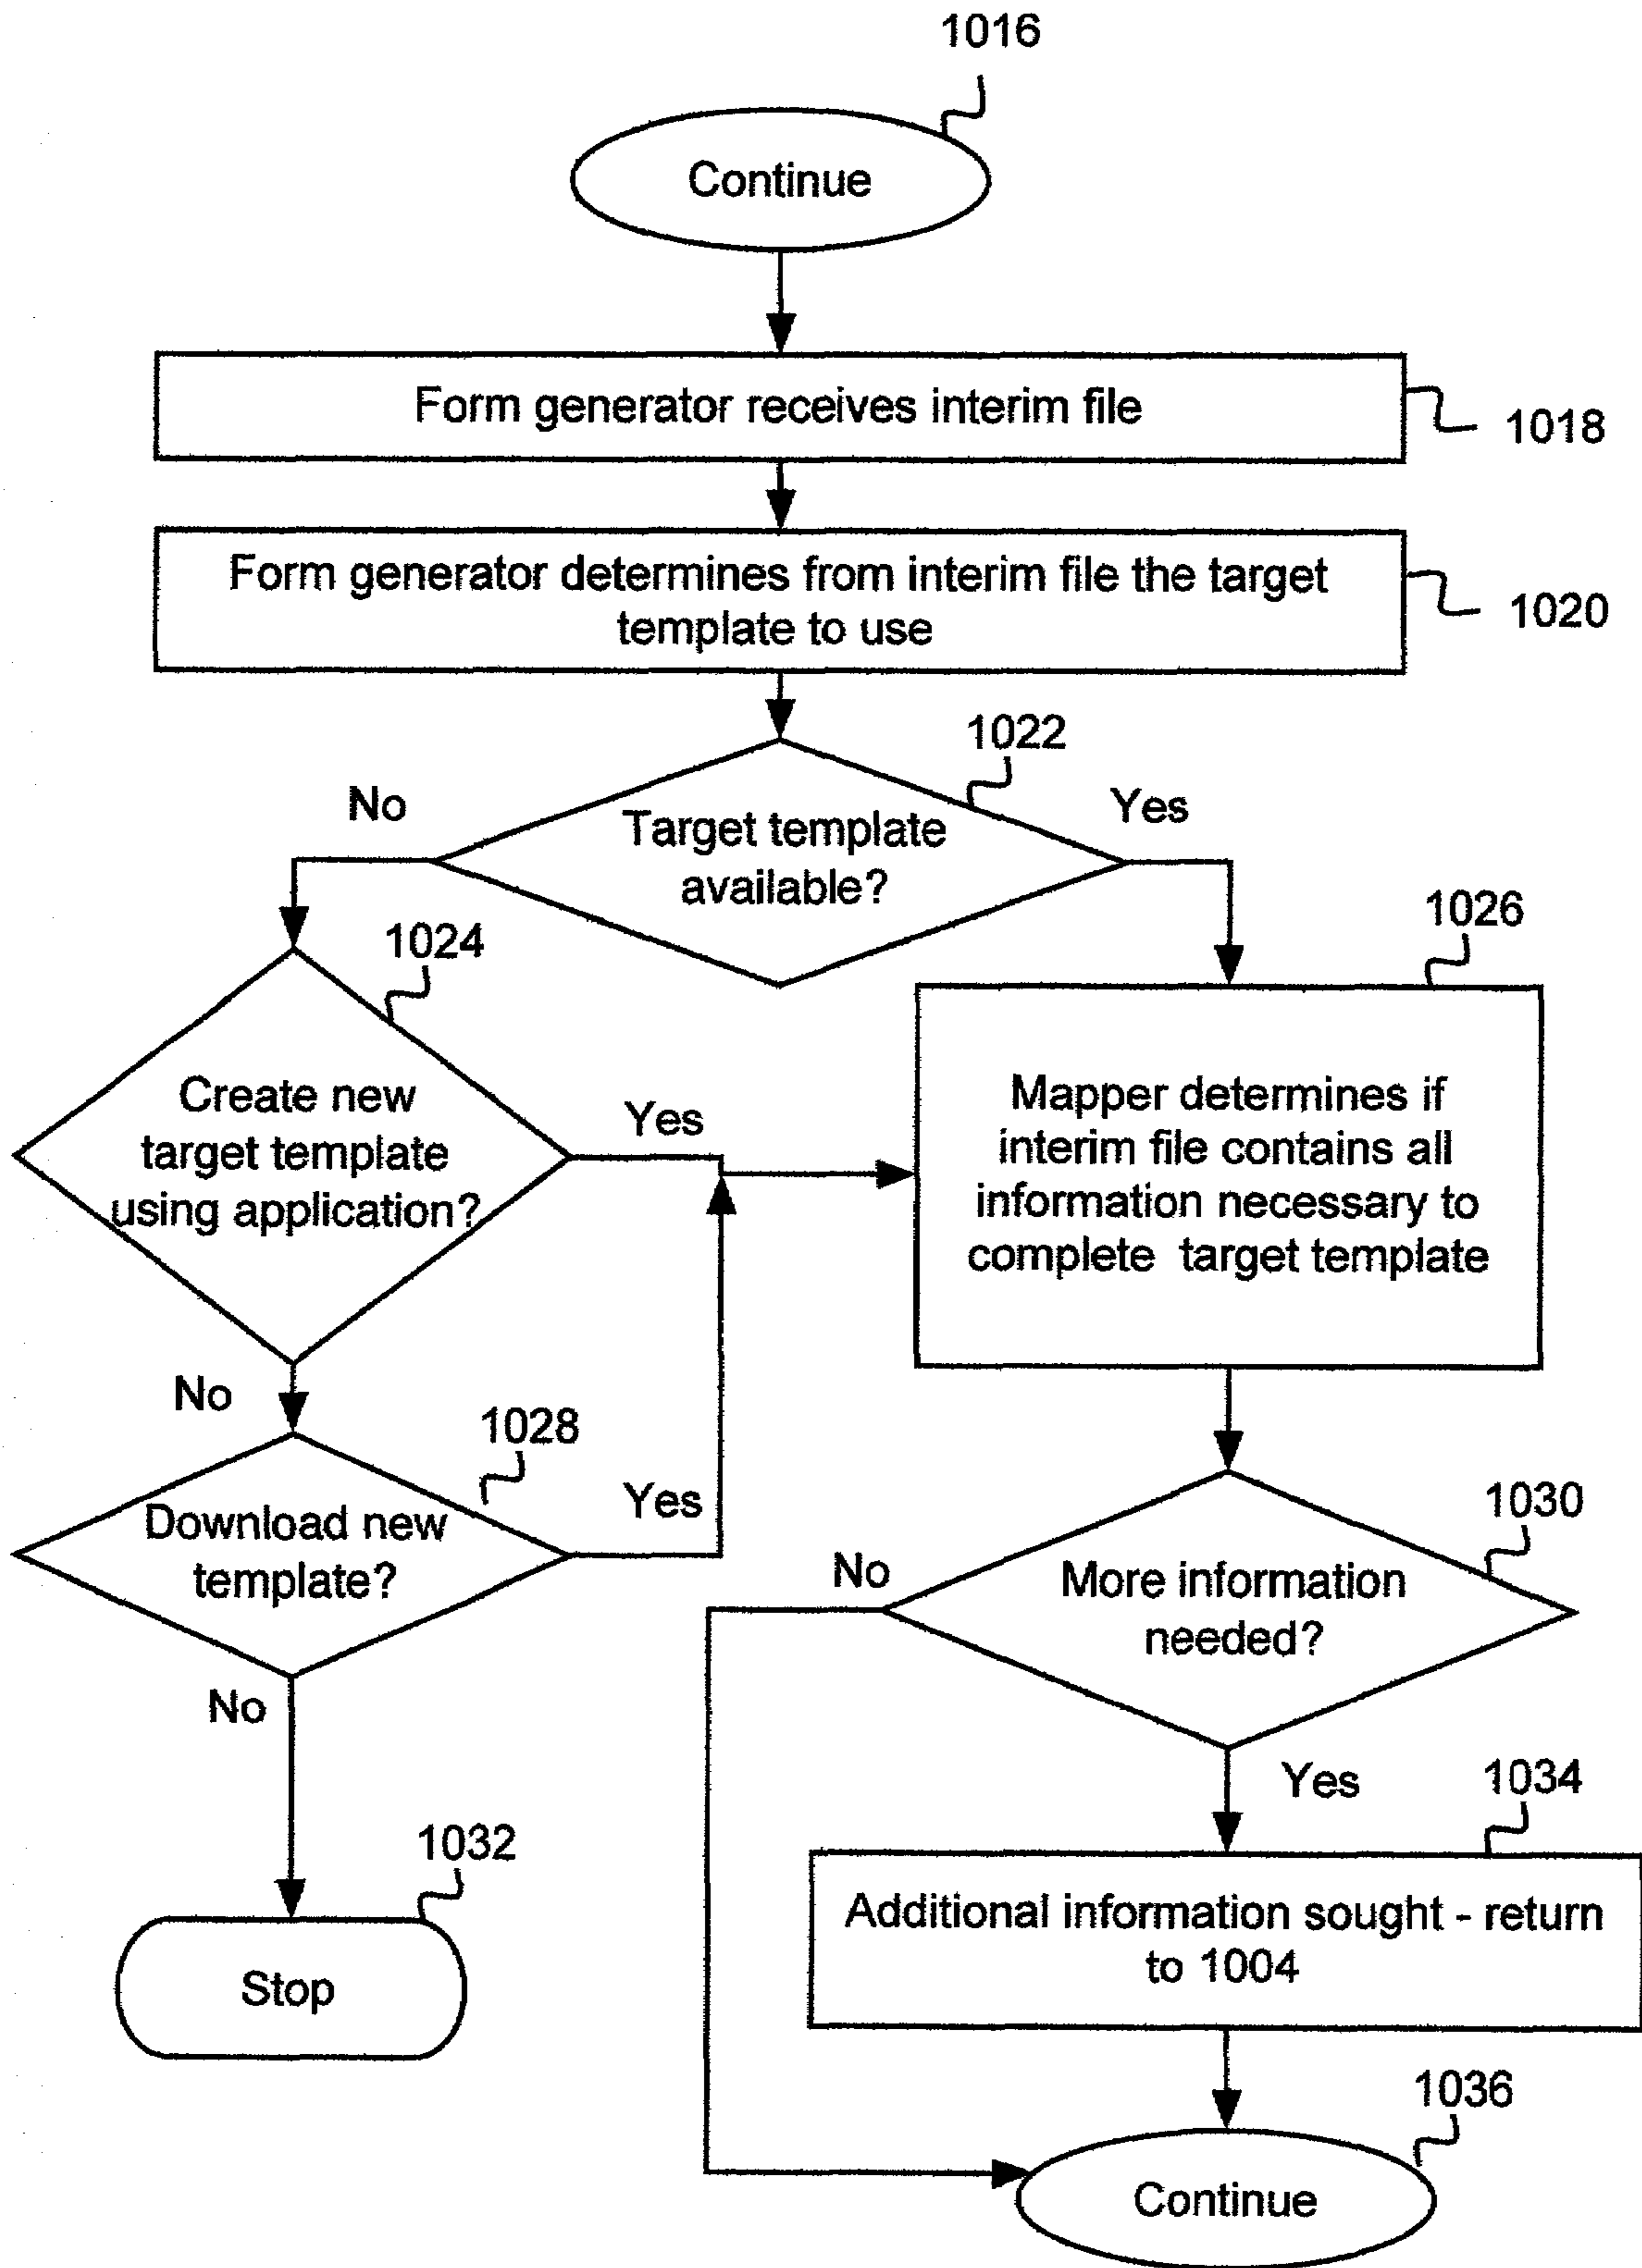 1016
Continue
Form generator receives interim file
1018
Form generator determines from interim file the target
template to use
1020
1022
No
Yes
Target template
available?
1024
1026
Create new
target template
using application?
Yes
Mapper determines if
interim file contains all
information necessary to
complete target template
No
1028
Download new
template?
Yes
1030
No
More information
needed?
No
Yes
1034
1032
Additional information sought - return
to 1004
Stop
1036
Continue